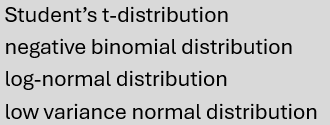 Student’s t-distribution
negative binomial distribution
log-normal distribution
low variance normal distribution